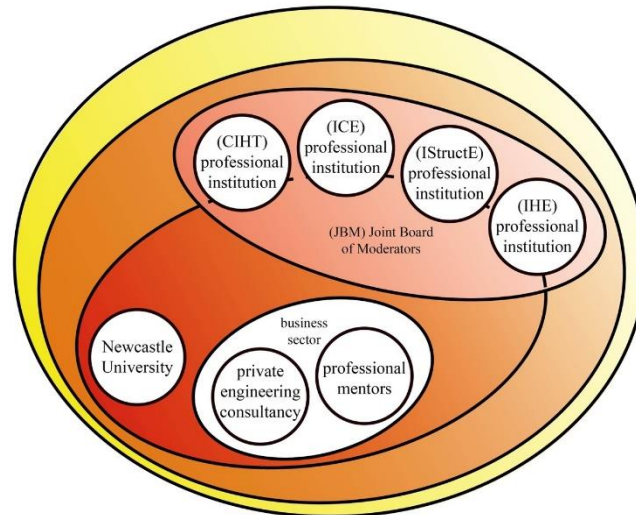 (CIHT)
professional
institution
(ICE)
professional
institution
(IStructE)
professional
institution
(IHE)
professional
institution
(JBM) Joint Board
of Moderators
Newcastle
University
business
sector
private
engineering
consultancy
professional
mentors